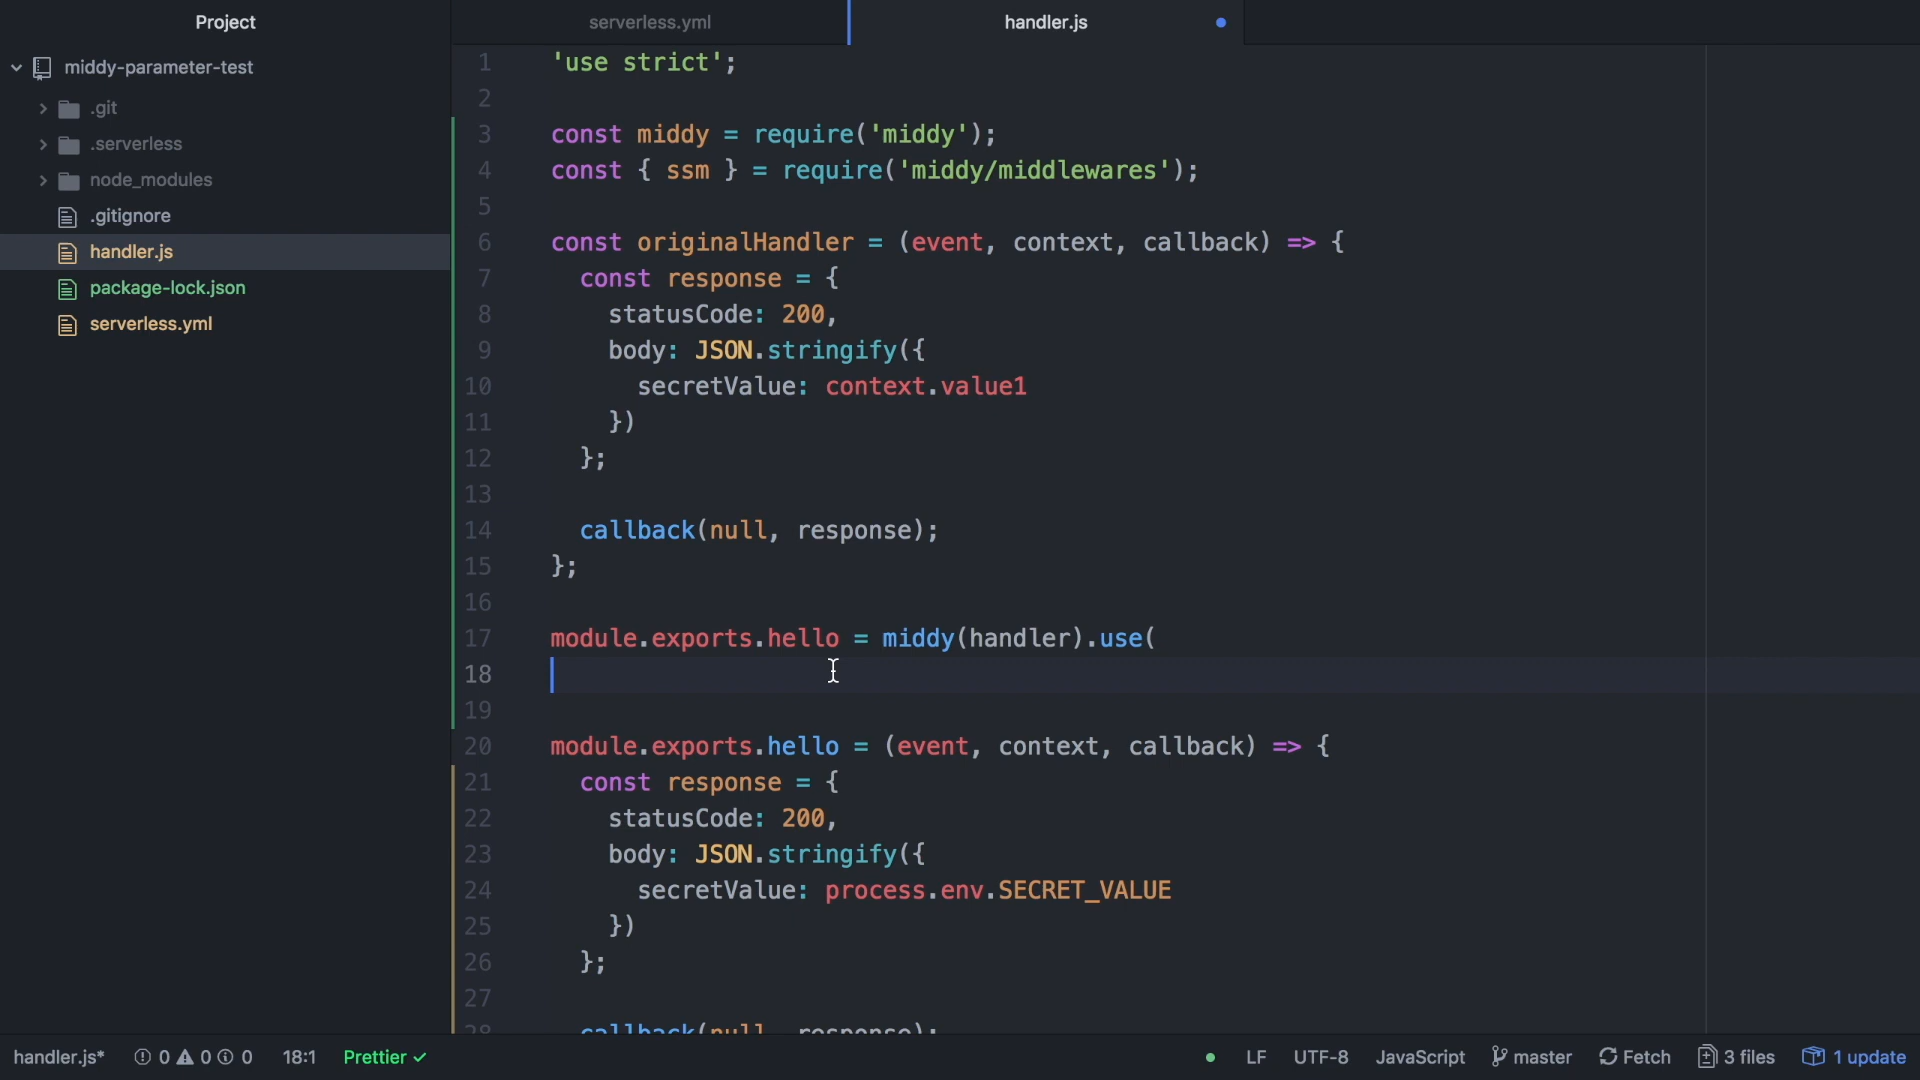 Project
serverless.yml
handler.js
middy-parameter-test
.git
.serverless
node_modules
.gitignore
handler.js
package-lock.json
serverless.yml
1 'use strict';
2
3 const middy = require('middy');
4 const { ssm } = require('middy/middlewares');
5
6 const originalHandler = (event, context, callback) => {
7 const response = {
8 statusCode: 200,
9 body: JSON.stringify({
10 secretValue: context.value1
11 })
12 };
13
14 callback(null, response);
15 };
16
17 module.exports.hello = middy(handler).use(
18
19
20 module.exports.hello = (event, context, callback) => {
21 const response = {
22 statusCode: 200,
23 body: JSON.stringify({
24 secretValue: process.env.SECRET_VALUE
25 })
26 };
27
28 callback(null, response);
handler.js* 0 0 0 18:1 Prettier ✓ LF UTF-8 JavaScript master Fetch 3 files 1 update